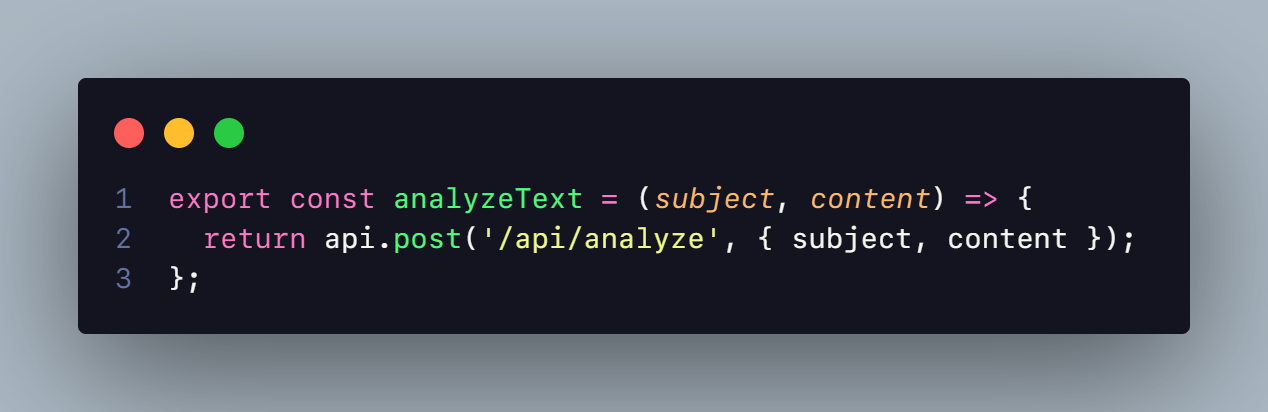 1 export const analyzeText = (subject, content) => {
2   return api.post('/api/analyze', { subject, content });
3 };